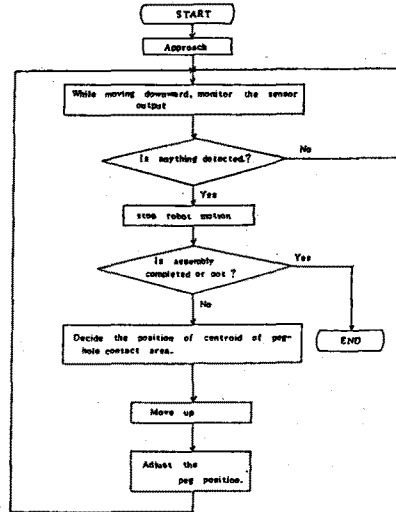 START
Approach
While moving downward, monitor the sensor
output
Is anything detected.?
No
Yes
stop robot motion
Is assembly
completed or not ?
Yes
No
Decide the position of centroid of peg-
hole contact area.
END
Move up
Adjust the
peg position.